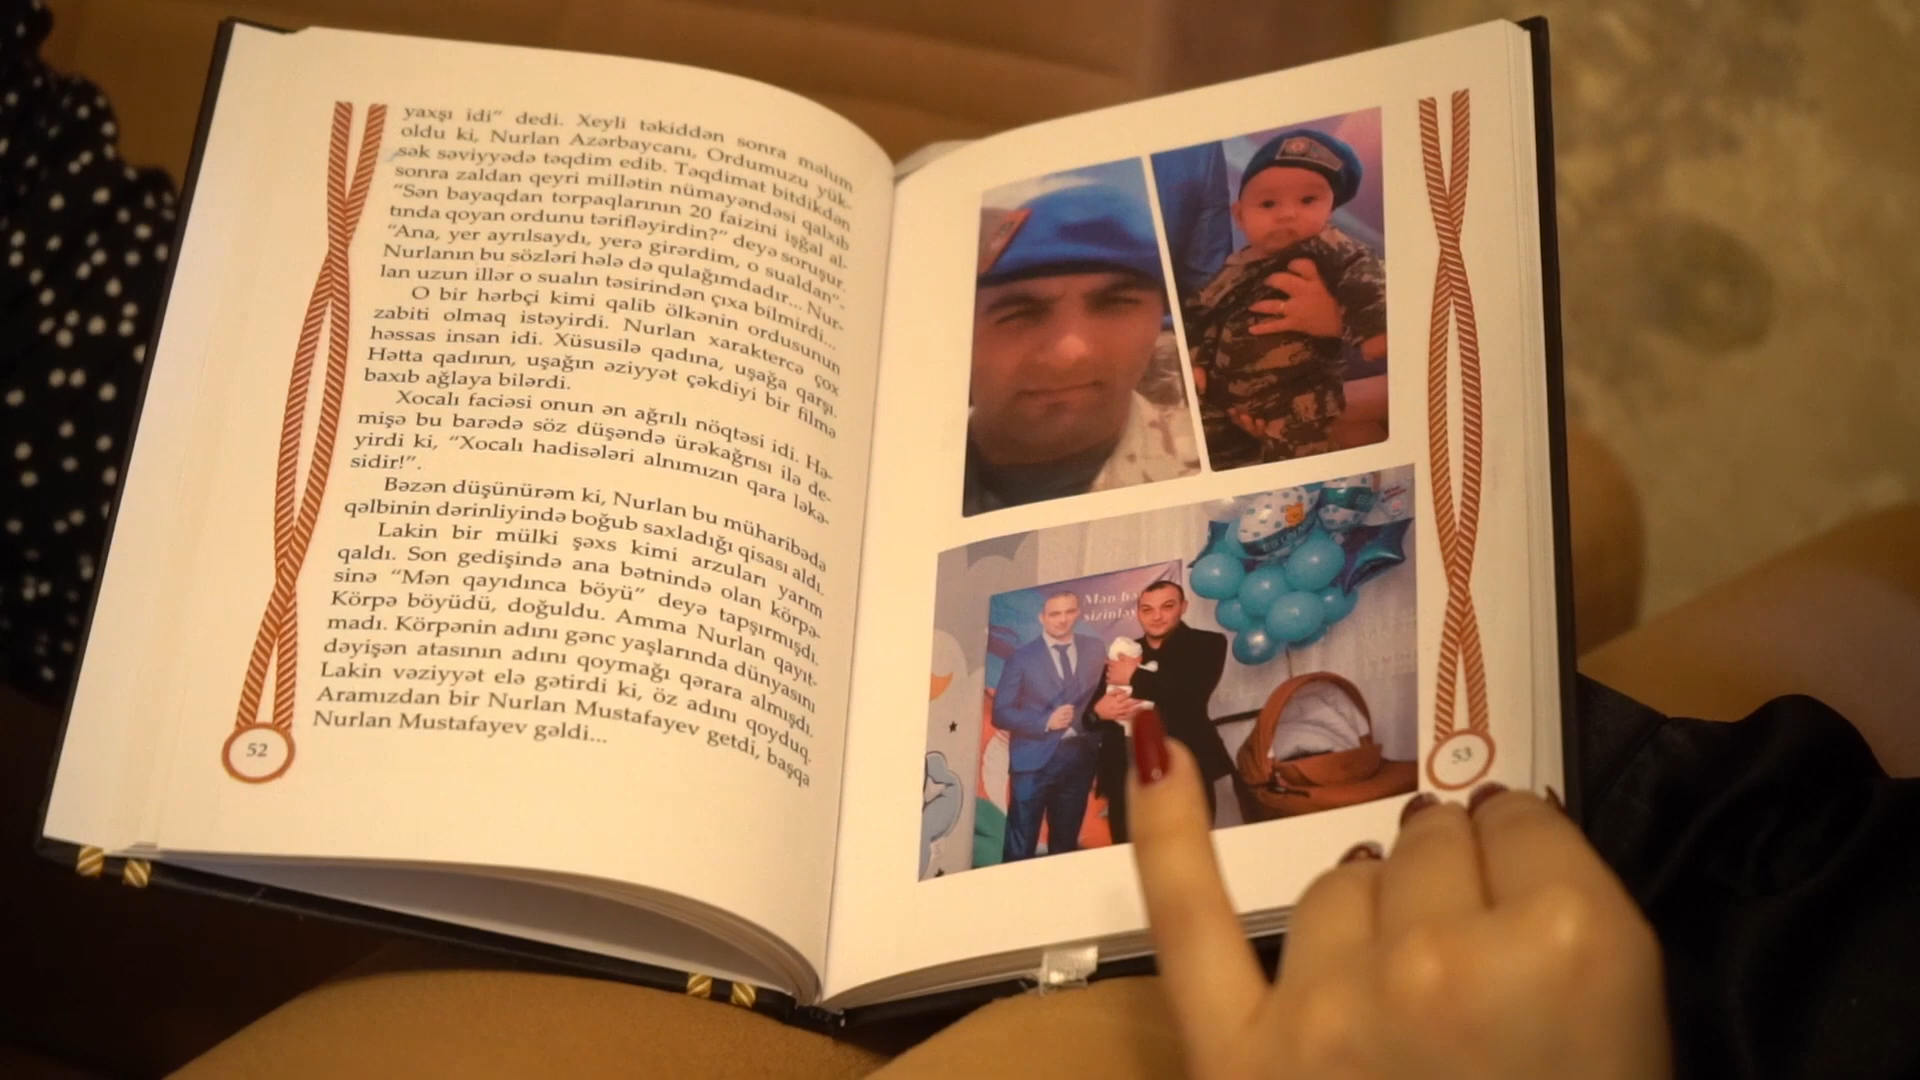 yaxşı idi” dedi. Xeyli təkiddən sonra məlum
oldu ki, Nurlan Azərbaycanı, Ordumuzu yük-
sək səviyyədə təqdim edib. Təqdimat bitdikdən
sonra zaldan qeyri millətin nümayəndəsi qalxıb
“Sən bayaqdan torpaqlarının 20 faizini işğal al-
tında qoyan ordunu tərifləyirdin?” deyə soruşur.
“Ana, yer ayrılsaydı, yerə girərdim, o sualdan”.
Nurlanın bu sözləri hələ də qulağımdadır... Nur-
lan uzun illər o sualın təsirindən çıxa bilmirdi...
O bir hərbçi kimi qalib ölkənin ordusunun
zabiti olmaq istəyirdi. Nurlan xaraktercə çox
həssas insan idi. Xüsusilə qadına, uşağa qarşı.
Hətta qadının, uşağın əziyyət çəkdiyi bir filmə
baxıb ağlaya bilərdi.
Xocalı faciəsi onun ən ağrılı nöqtəsi idi. Hə-
mişə bu barədə söz düşəndə ürəkağrısı ilə de-
yirdi ki, “Xocalı hadisələri alnımızın qara ləkə-
sidir!”.
Bəzən düşünürəm ki, Nurlan bu müharibədə
qəlbinin dərinliyində boğub saxladığı qisası aldı.
Lakin bir mülki şəxs kimi arzuları yarım
qaldı. Son gedişində ana bətnində olan körpə-
sinə “Mən qayıdınca böyü” deyə tapşırmışdı.
Körpə böyüdü, doğuldu. Amma Nurlan qayıt-
madı. Körpənin adını gənc yaşlarında dünyasını
dəyişən atasının adını qoymağı qərara almışdı.
Lakin vəziyyət elə gətirdi ki, öz adını qoyduq.
Aramızdan bir Nurlan Mustafayev getdi, başqa
Nurlan Mustafayev gəldi...
52
Mən hə
sizinləy
53